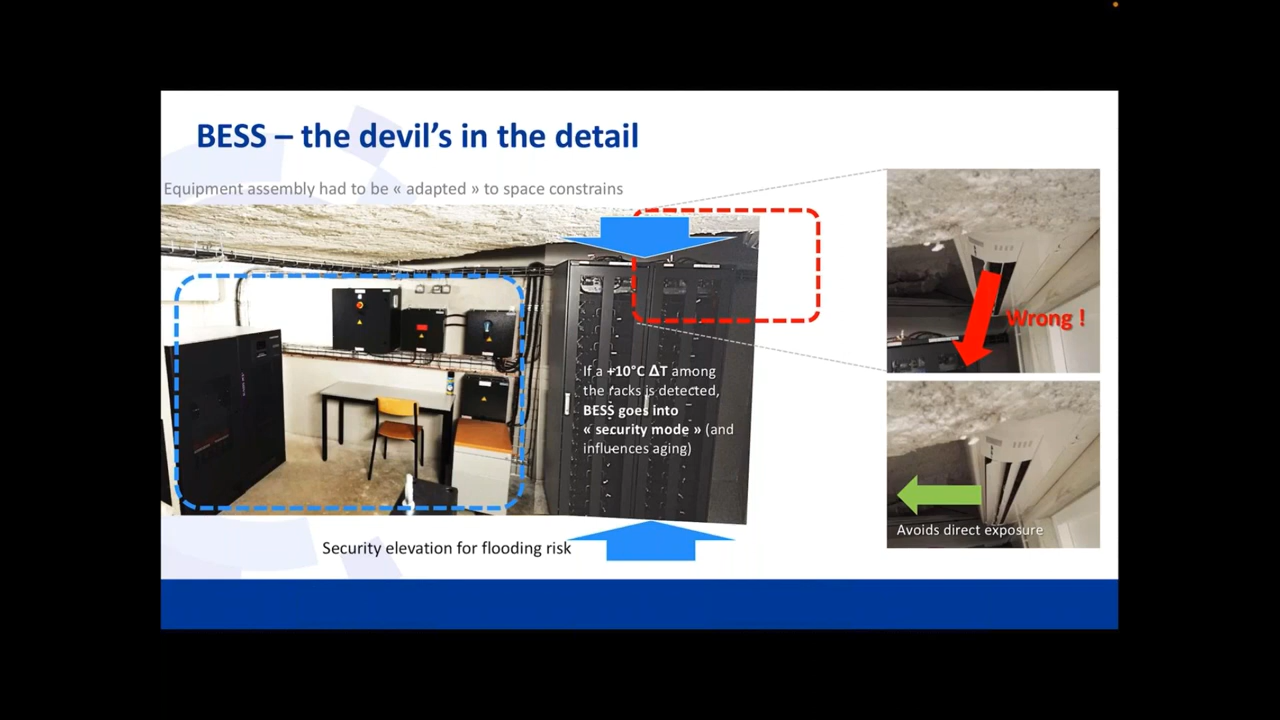 BESS – the devil’s in the detail
Equipment assembly had to be « adapted » to space constrains
If a +10°C ΔT among
the racks is detected,
BESS goes into
« security mode » (and
influences aging)
Security elevation for flooding risk
Wrong !
Avoids direct exposure